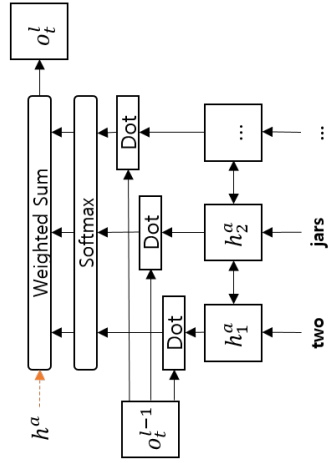 o_t^l
Weighted Sum
Softmax
Dot
Dot
Dot
h^a
o_t^{l-1}
h_1^a
h_2^a
...
two
jars
...